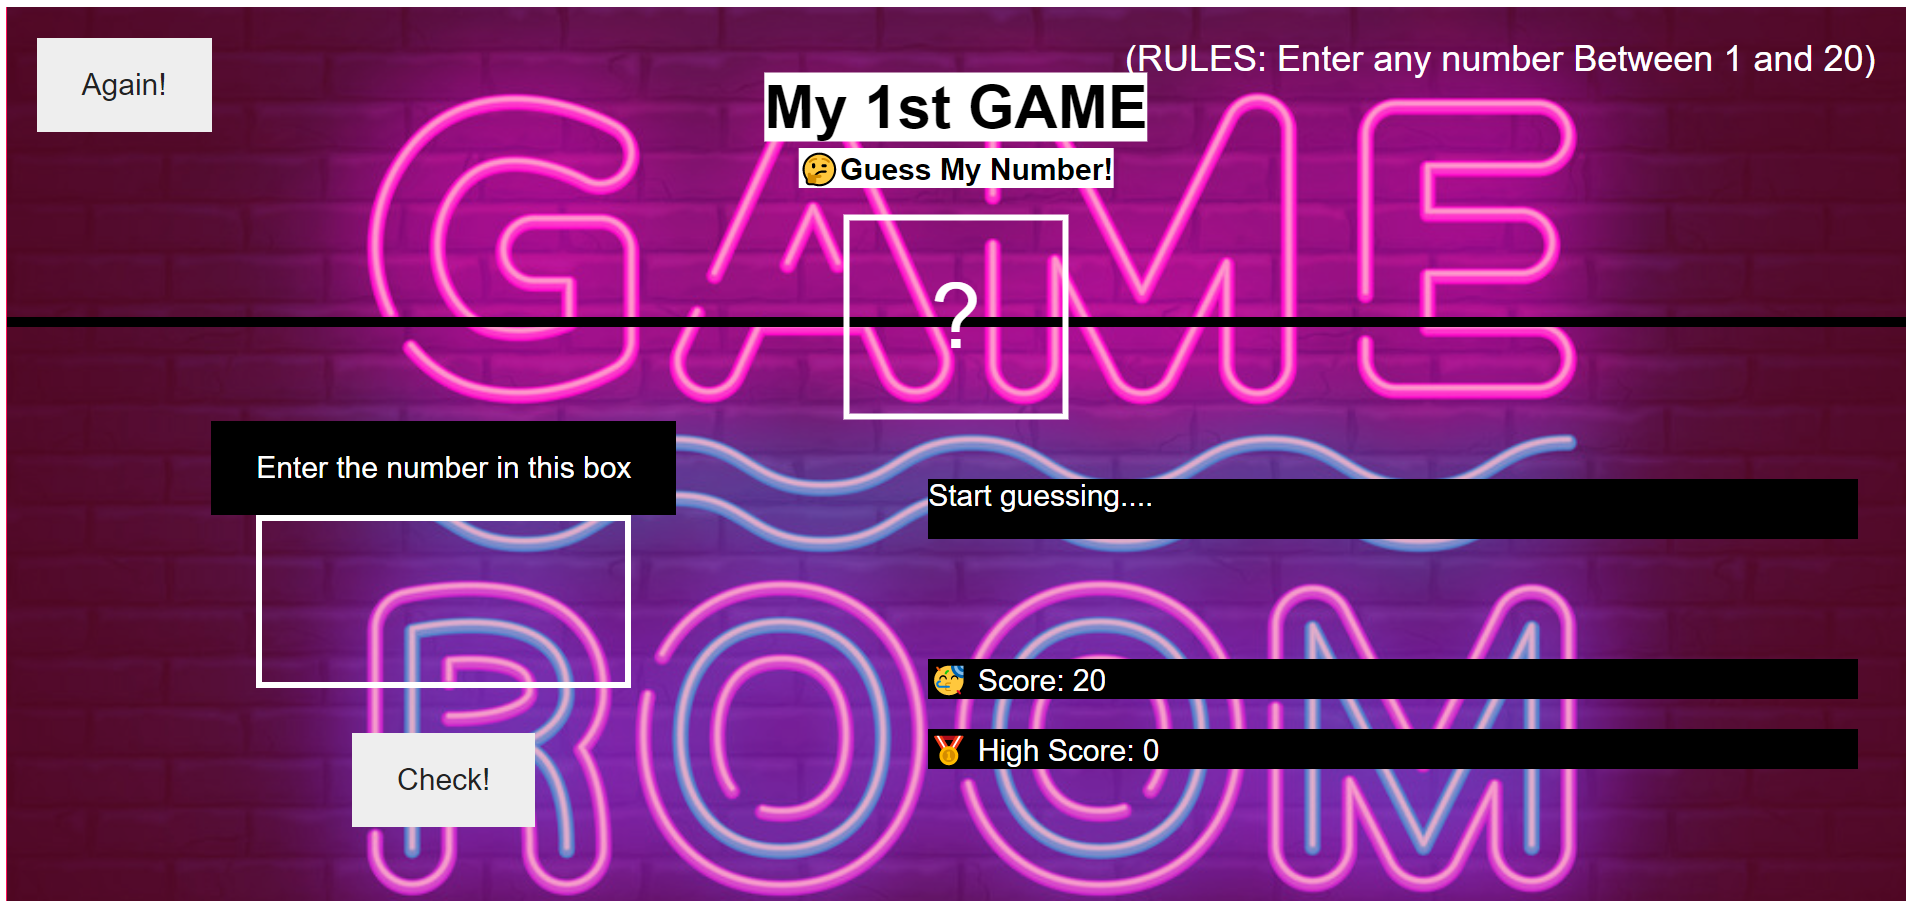 Again!
(RULES: Enter any number Between 1 and 20)
My 1st GAME
🤔Guess My Number!
GAME
?
Enter the number in this box
Start guessing....
ROOM
🥳 Score: 20
🏅 High Score: 0
Check!